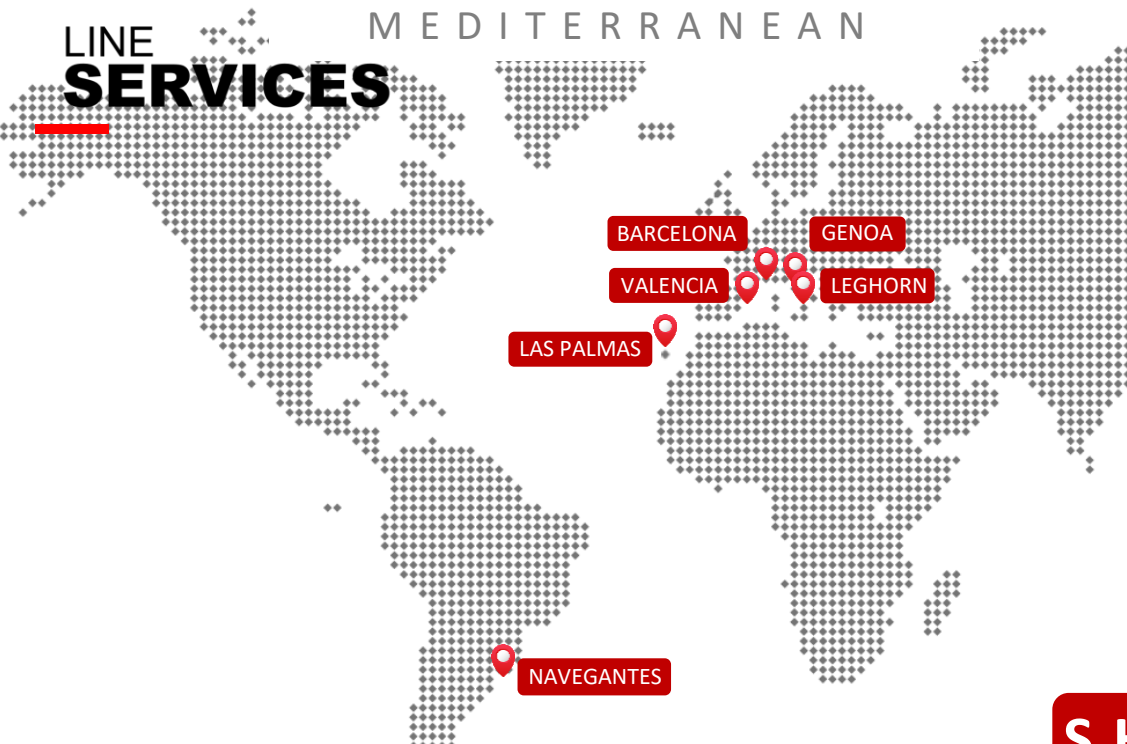 MEDITERRANEAN
LINE
SERVICES
BARCELONA
GENOA
VALENCIA
LEGHORN
LAS PALMAS
NAVEGANTES